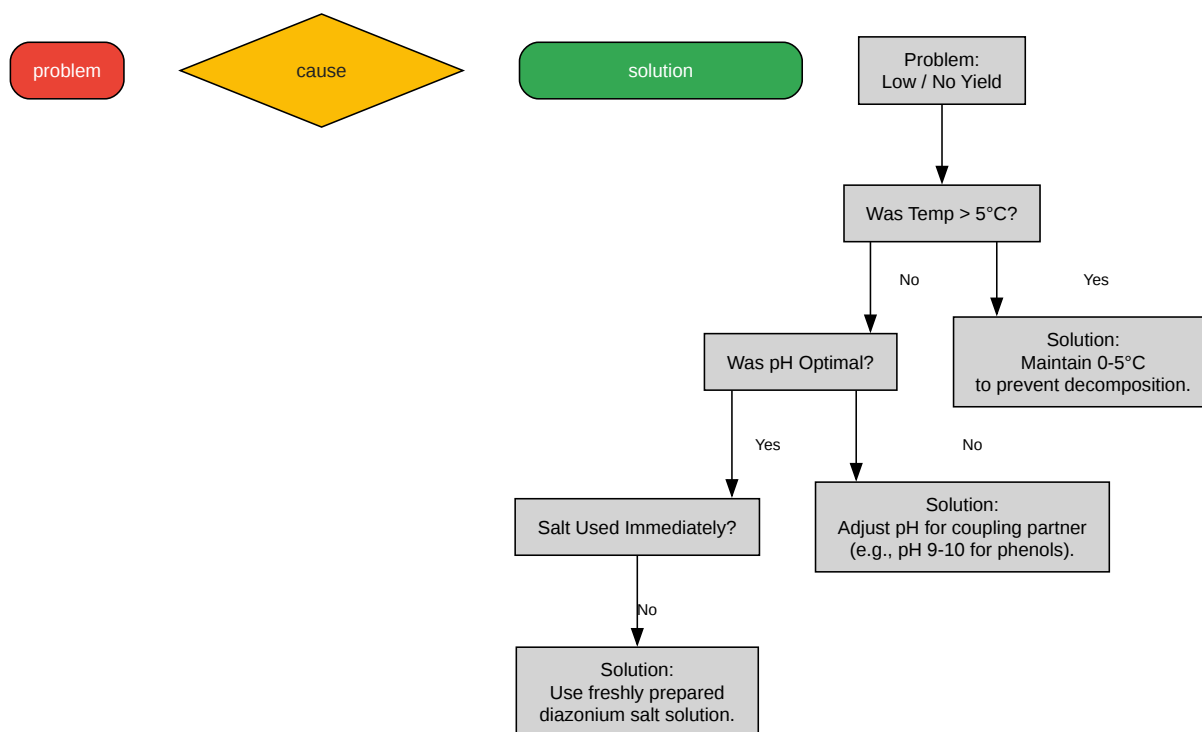 problem
cause
solution
Problem:
Low / No Yield
Was Temp > 5°C?
No
Yes
Was pH Optimal?
Solution:
Maintain 0-5°C
to prevent decomposition.
Yes
No
Salt Used Immediately?
Solution:
Adjust pH for coupling partner
(e.g., pH 9-10 for phenols).
No
Solution:
Use freshly prepared
diazonium salt solution.